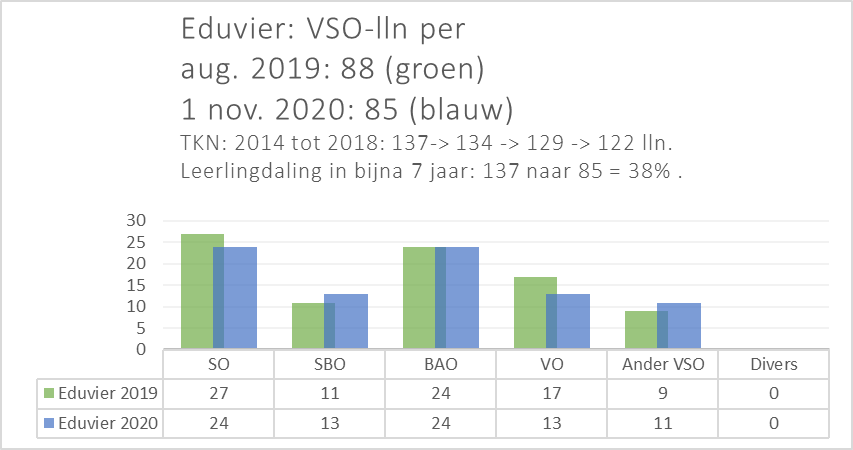 Eduvier: VSO-lln per
aug. 2019: 88 (groen)
1 nov. 2020: 85 (blauw)
TKN: 2014 tot 2018: 137-> 134 -> 129 -> 122 lln.
Leerlingdaling in bijna 7 jaar: 137 naar 85 = 38% .
30
25
20
15
10
5
0
SO SBO BAO VO Ander VSO Divers
Eduvier 2019 27 11 24 17 9 0
Eduvier 2020 24 13 24 13 11 0